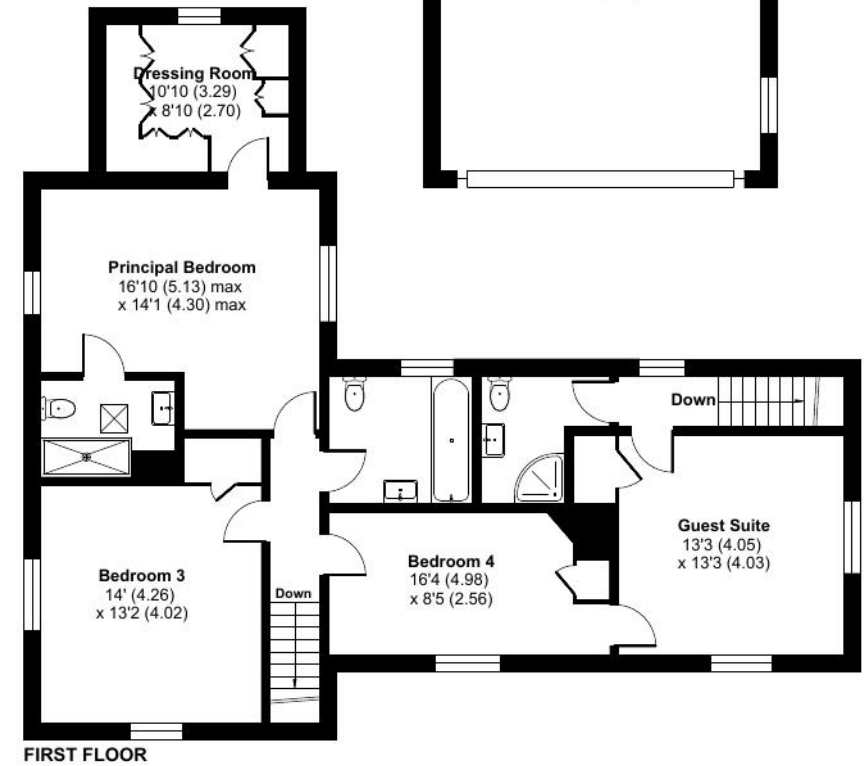 Dressing Room
10'10 (3.29)
x 8'10 (2.70)
Principal Bedroom
16'10 (5.13) max
x 14'1 (4.30) max
Down
Guest Suite
13'3 (4.05)
x 13'3 (4.03)
Bedroom 4
16'4 (4.98)
x 8'5 (2.56)
Bedroom 3
14' (4.26)
x 13'2 (4.02)
Down
FIRST FLOOR